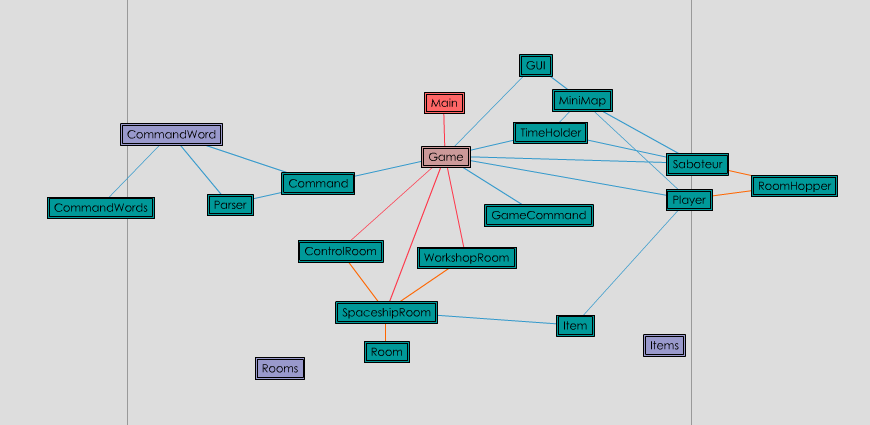 GUI
MiniMap
Main
TimeHolder
CommandWord
Game
Saboteur
Command
RoomHopper
Player
CommandWords
Parser
GameCommand
ControlRoom
WorkshopRoom
SpaceshipRoom
Item
Items
Room
Rooms